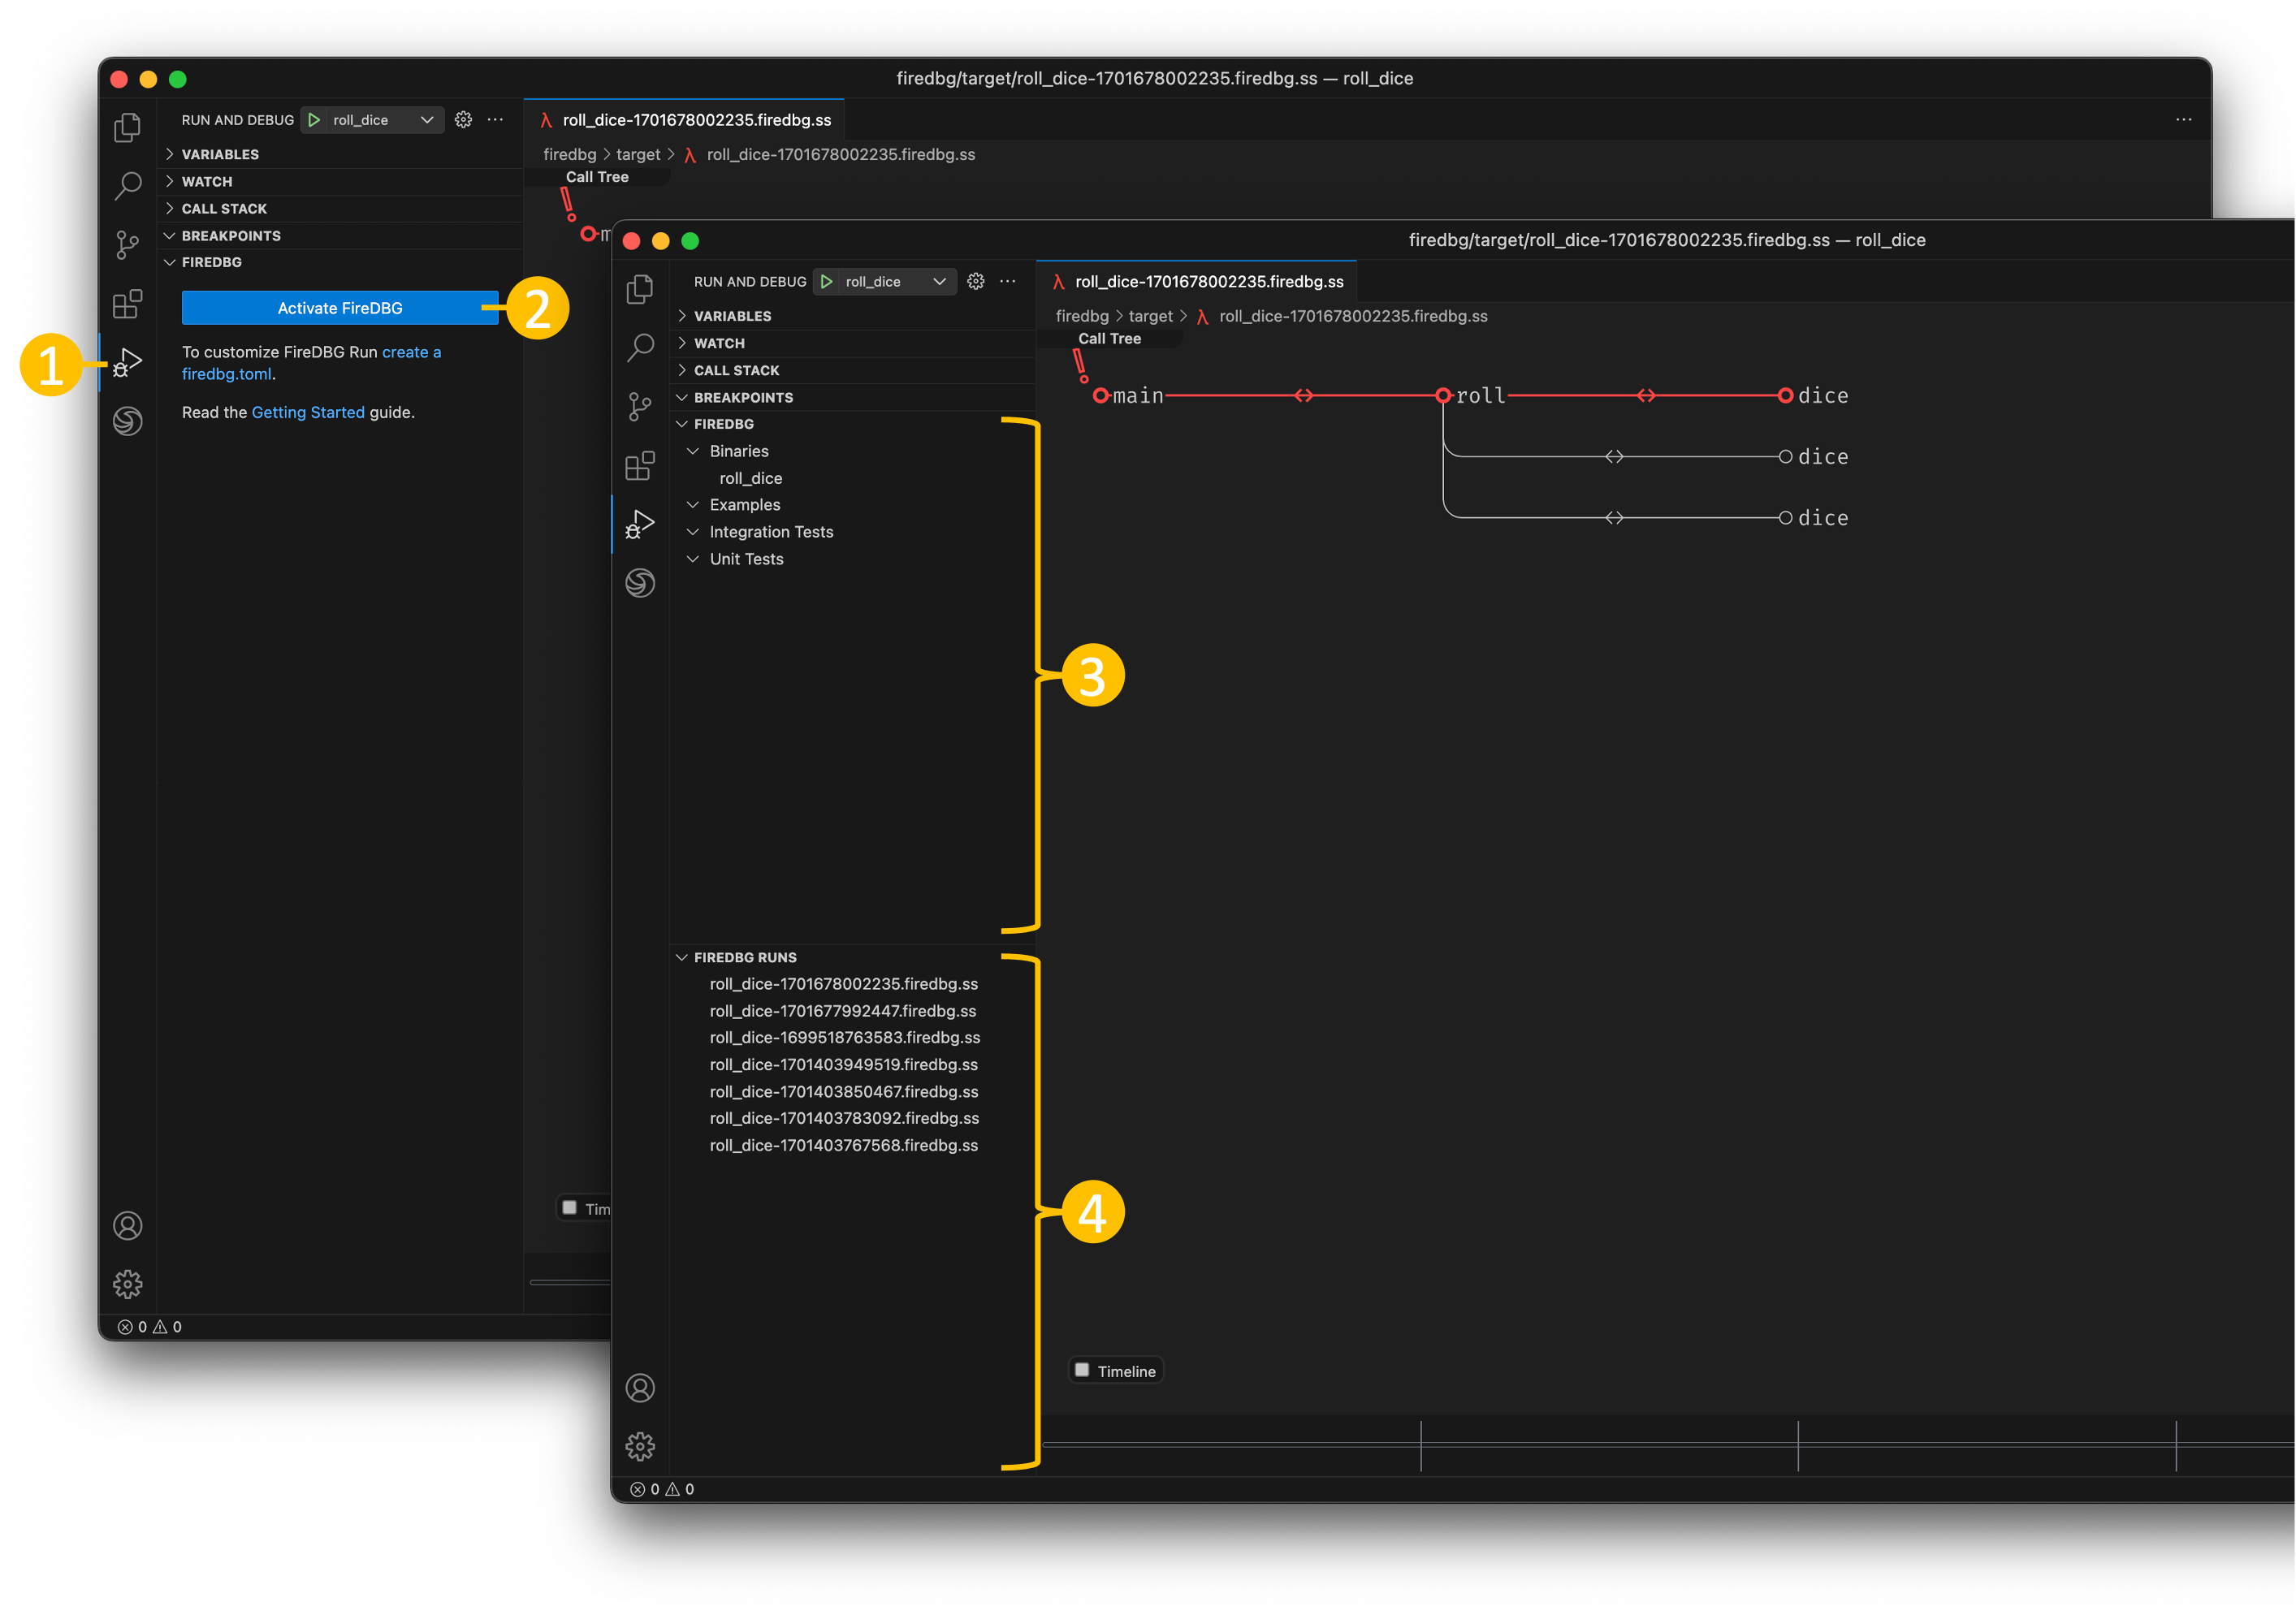 firedbg/target/roll_dice-1701678002235.firedbg.ss — roll_dice
RUN AND DEBUG roll_dice
roll_dice-1701678002235.firedbg.ss
VARIABLES
firedbg > target > λ roll_dice-1701678002235.firedbg.ss
Call Tree
WATCH
CALL STACK
BREAKPOINTS
FIREDBG
Activate FireDBG
2
1
To customize FireDBG Run create a
firedbg.toml.
Read the Getting Started guide.
Tim
0 0
firedbg/target/roll_dice-1701678002235.firedbg.ss — roll_dice
RUN AND DEBUG roll_dice
λ roll_dice-1701678002235.firedbg.ss
VARIABLES
firedbg > target > λ roll_dice-1701678002235.firedbg.ss
Call Tree
WATCH
CALL STACK
BREAKPOINTS
main roll dice
dice
dice
FIREDBG
Binaries
roll_dice
Examples
Integration Tests
Unit Tests
3
FIREDBG RUNS
roll_dice-1701678002235.firedbg.ss
roll_dice-1701677992447.firedbg.ss
roll_dice-1699518763583.firedbg.ss
roll_dice-1701403949519.firedbg.ss
roll_dice-1701403850467.firedbg.ss
roll_dice-1701403783092.firedbg.ss
roll_dice-1701403767568.firedbg.ss
4
Timeline
0 0